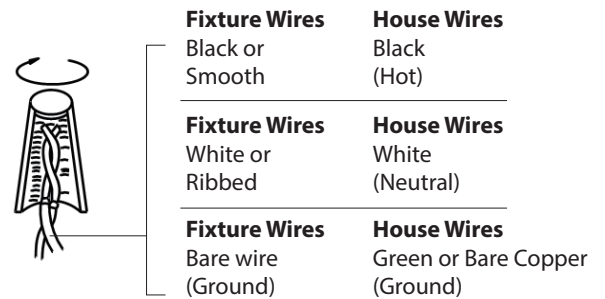 Fixture Wires House Wires
Black or Black
Smooth (Hot)
Fixture Wires House Wires
White or White
Ribbed (Neutral)
Fixture Wires House Wires
Bare wire Green or Bare Copper
(Ground) (Ground)